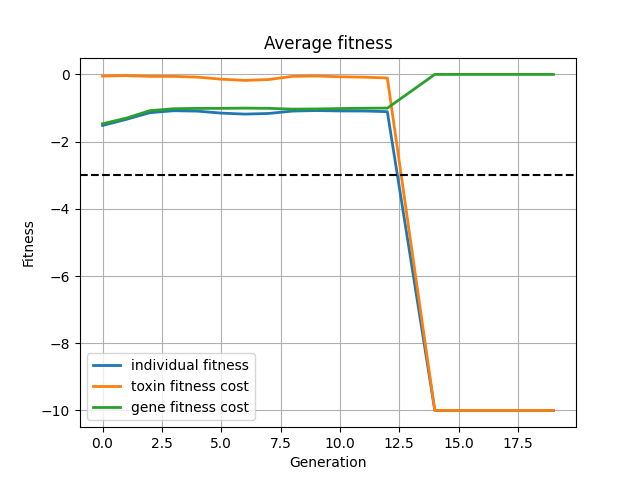 Average fitness
Fitness
0
−2
−4
−6
−8
−10
individual fitness
toxin fitness cost
gene fitness cost
0.0 2.5 5.0 7.5 10.0 12.5 15.0 17.5
Generation